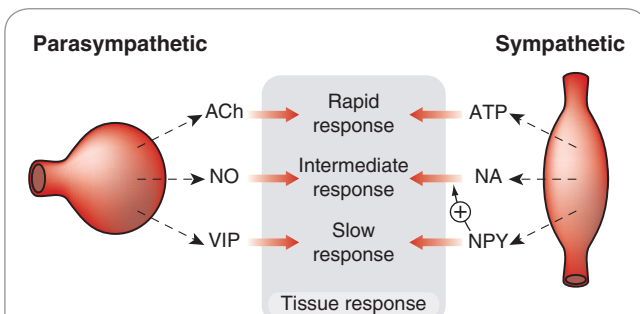 Parasympathetic
Sympathetic
ACh
Rapid
response
ATP
NO
Intermediate
response
NA
+
VIP
Slow
response
NPY
Tissue response